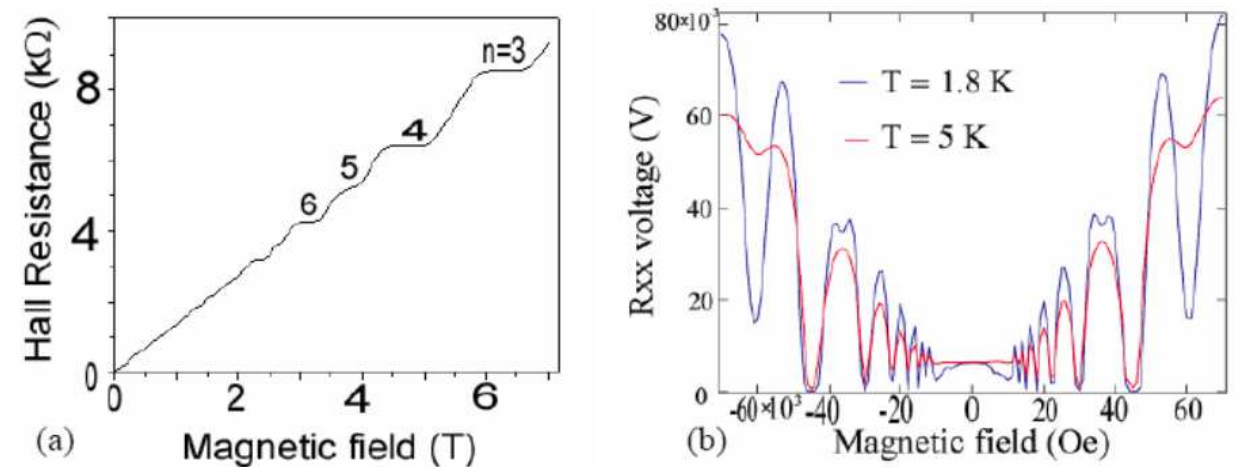 Hall Resistance (kΩ)
8
4
0
n=3
4
5
6
0
2
4
6
(a)
Magnetic field (T)
Rxx voltage (V)
80×10³
60
40
20
0
T = 1.8 K
T = 5 K
-60×10³
-40
-20
0
20
40
60
(b)
Magnetic field (Oe)